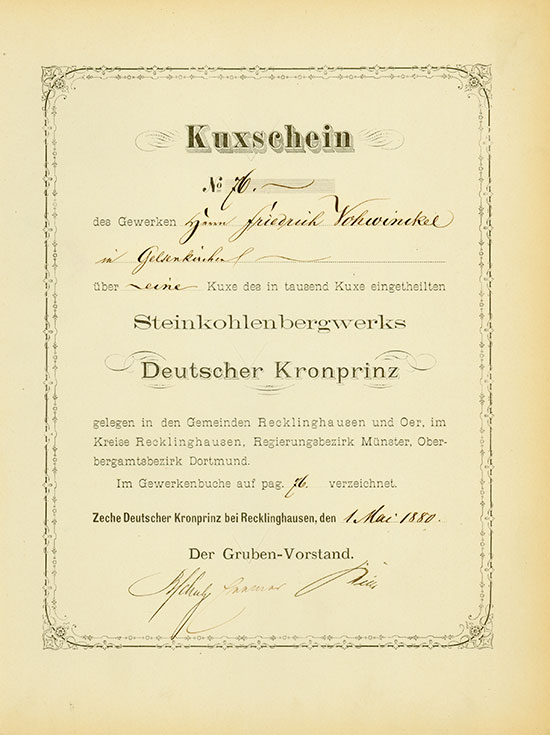 Kuxschein
No 76.
des Gewerken Herrn Friedrich Vohwinckel
in Gelsenkirchen
über eine Kuxe des in tausend Kuxe eingetheilten
Steinkohlenbergwerks
Deutscher Kronprinz
gelegen in den Gemeinden Recklinghausen und Oer, im
Kreise Recklinghausen, Regierungsbezirk Münster, Ober-
bergamtsbezirk Dortmund.
Im Gewerkenbuche auf pag. 76. verzeichnet.
Zeche Deutscher Kronprinz bei Recklinghausen, den 1 Mai 1880.
Der Gruben-Vorstand.